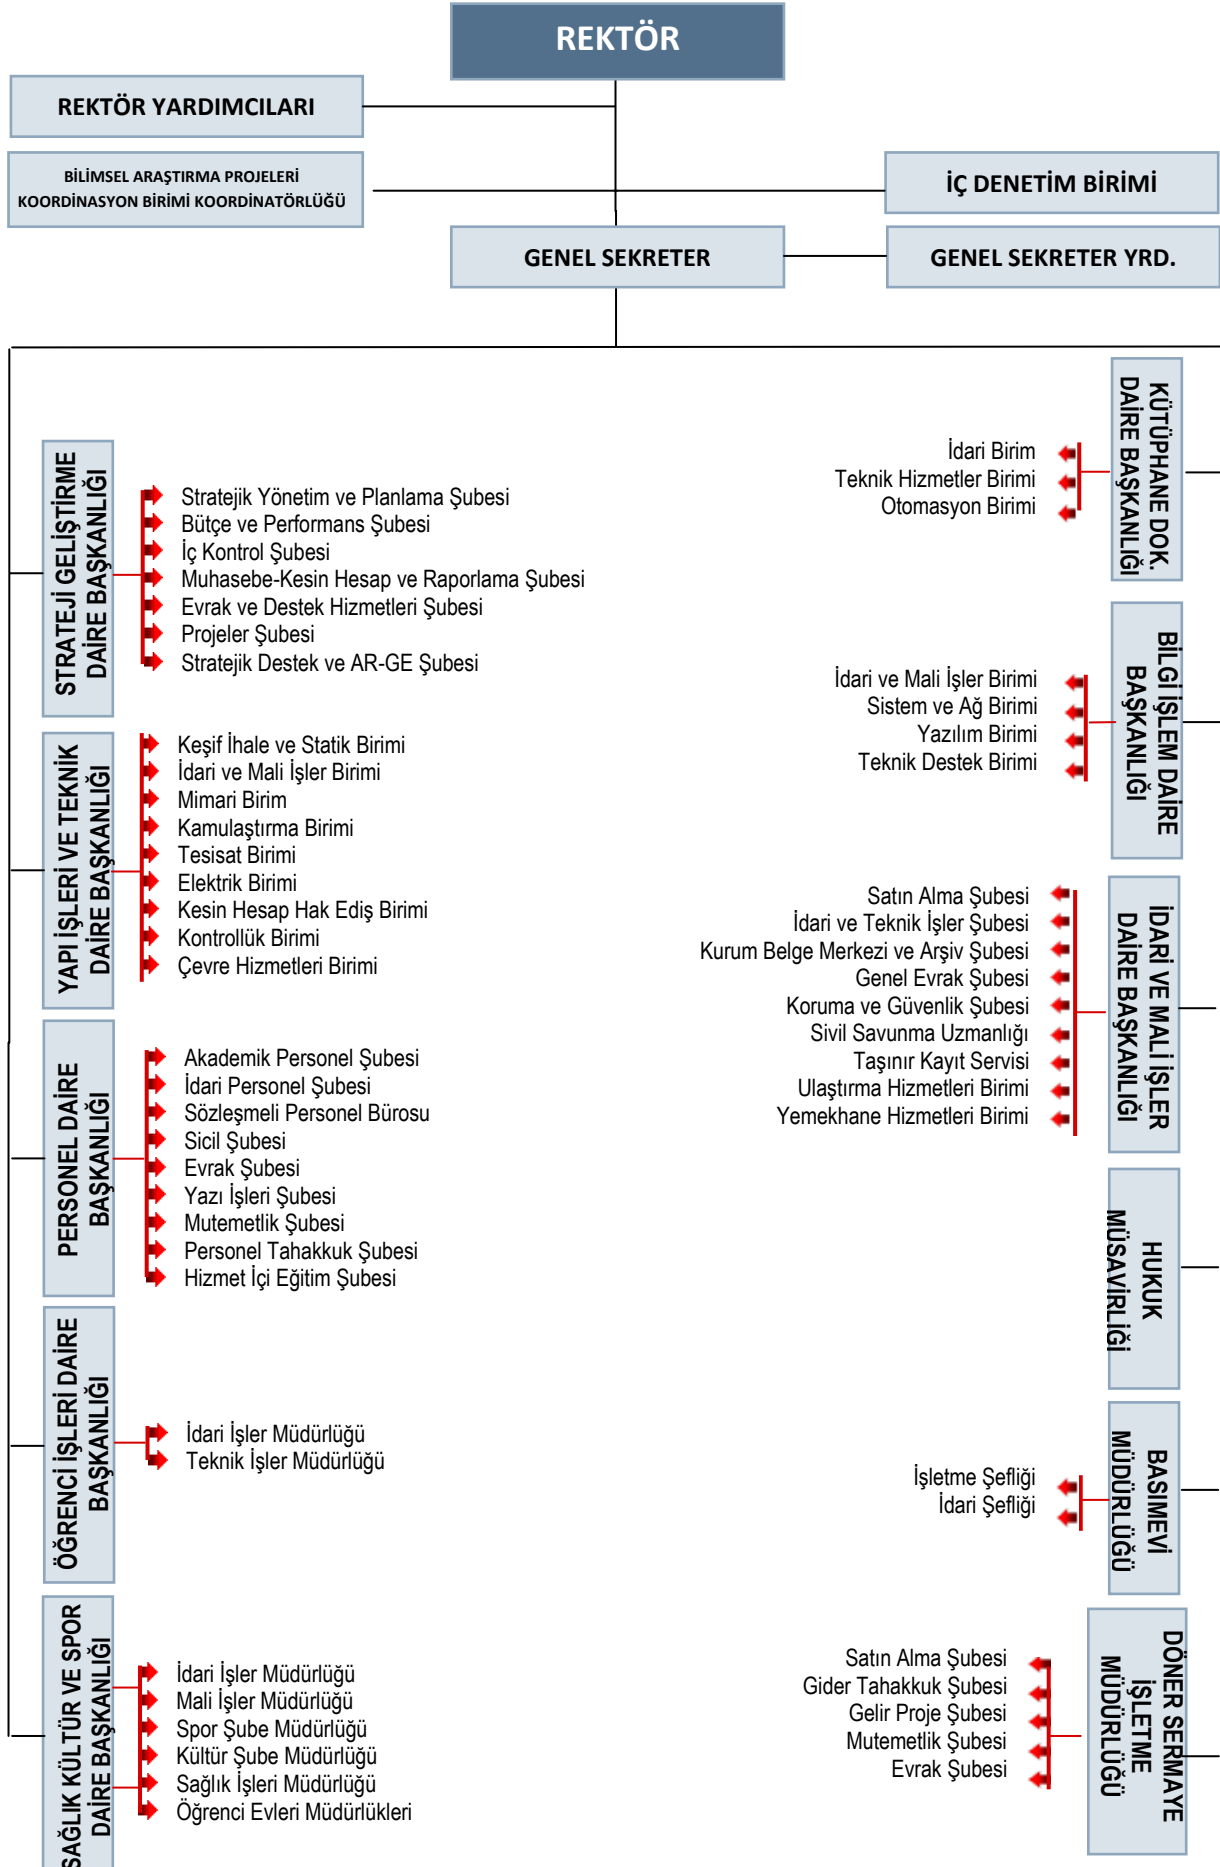 REKTÖR
REKTÖR YARDIMCILARI
BİLİMSEL ARAŞTIRMA PROJELERİ
KOORDİNASYON BİRİMİ KOORDİNATÖRLÜĞÜ
İÇ DENETİM BİRİMİ
GENEL SEKRETER
GENEL SEKRETER YRD.
STRATEJİ GELİŞTİRME
DAİRE BAŞKANLIĞI
Stratejik Yönetim ve Planlama Şubesi
Bütçe ve Performans Şubesi
İç Kontrol Şubesi
Muhasebe-Kesin Hesap ve Raporlama Şubesi
Evrak ve Destek Hizmetleri Şubesi
Projeler Şubesi
Stratejik Destek ve AR-GE Şubesi
YAPI İŞLERİ VE TEKNİK
DAİRE BAŞKANLIĞI
Keşif İhale ve Statik Birimi
İdari ve Mali İşler Birimi
Mimari Birim
Kamulaştırma Birimi
Tesisat Birimi
Elektrik Birimi
Kesin Hesap Hak Ediş Birimi
Kontrollük Birimi
Çevre Hizmetleri Birimi
PERSONEL DAİRE
BAŞKANLIĞI
Akademik Personel Şubesi
İdari Personel Şubesi
Sözleşmeli Personel Bürosu
Sicil Şubesi
Evrak Şubesi
Yazı İşleri Şubesi
Mutemetlik Şubesi
Personel Tahakkuk Şubesi
Hizmet İçi Eğitim Şubesi
ÖĞRENCİ İŞLERİ DAİRE
BAŞKANLIĞI
İdari İşler Müdürlüğü
Teknik İşler Müdürlüğü
SAĞLIK KÜLTÜR VE SPOR
DAİRE BAŞKANLIĞI
İdari İşler Müdürlüğü
Mali İşler Müdürlüğü
Spor Şube Müdürlüğü
Kültür Şube Müdürlüğü
Sağlık İşleri Müdürlüğü
Öğrenci Evleri Müdürlükleri
KÜTÜPHANE DOK.
DAİRE BAŞKANLIĞI
İdari Birim
Teknik Hizmetler Birimi
Otomasyon Birimi
BİLGİ İŞLEM DAİRE
BAŞKANLIĞI
İdari ve Mali İşler Birimi
Sistem ve Ağ Birimi
Yazılım Birimi
Teknik Destek Birimi
İDARİ VE MALİ İŞLER
DAİRE BAŞKANLIĞI
Satın Alma Şubesi
İdari ve Teknik İşler Şubesi
Kurum Belge Merkezi ve Arşiv Şubesi
Genel Evrak Şubesi
Koruma ve Güvenlik Şubesi
Sivil Savunma Uzmanlığı
Taşınır Kayıt Servisi
Ulaştırma Hizmetleri Birimi
Yemekhane Hizmetleri Birimi
HUKUK
MÜSAVİRLİĞİ
BASIMEVİ
MÜDÜRLÜĞÜ
İşletme Şefliği
İdari Şefliği
DÖNER SERMAYE
İŞLETME
MÜDÜRLÜĞÜ
Satın Alma Şubesi
Gider Tahakkuk Şubesi
Gelir Proje Şubesi
Mutemetlik Şubesi
Evrak Şubesi